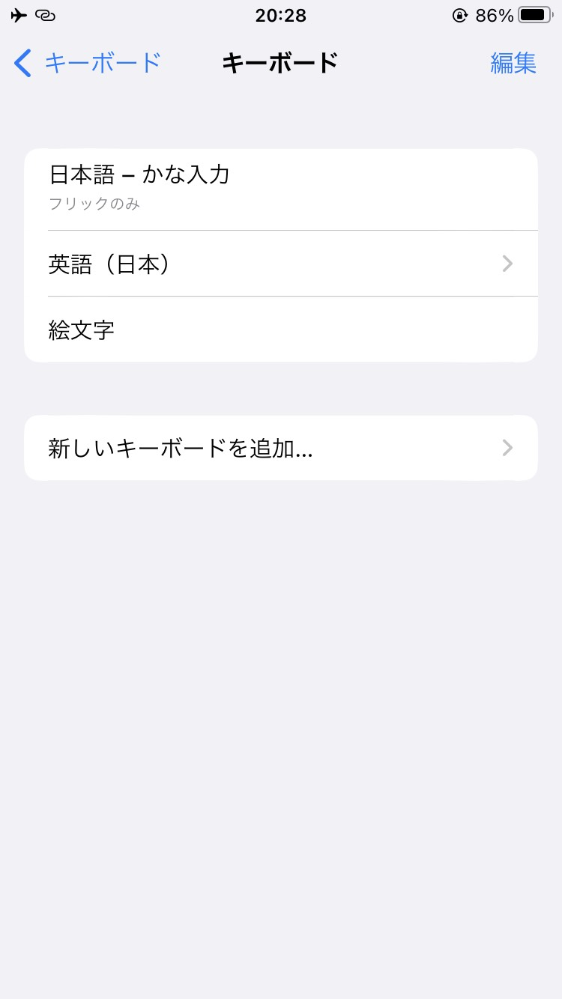 20:28
86%
キーボード
キーボード
編集
日本語 – かな入力
フリックのみ
英語（日本）
絵文字
新しいキーボードを追加...